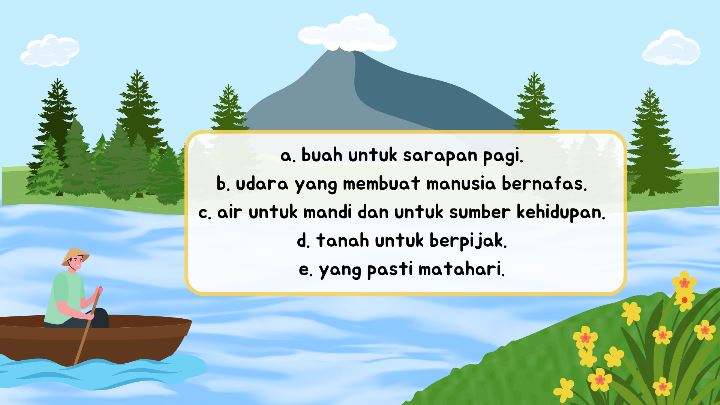 a. buah untuk sarapan pagi.
b. udara yang membuat manusia bernafas.
c. air untuk mandi dan untuk sumber kehidupan.
d. tanah untuk berpijak.
e. yang pasti matahari.